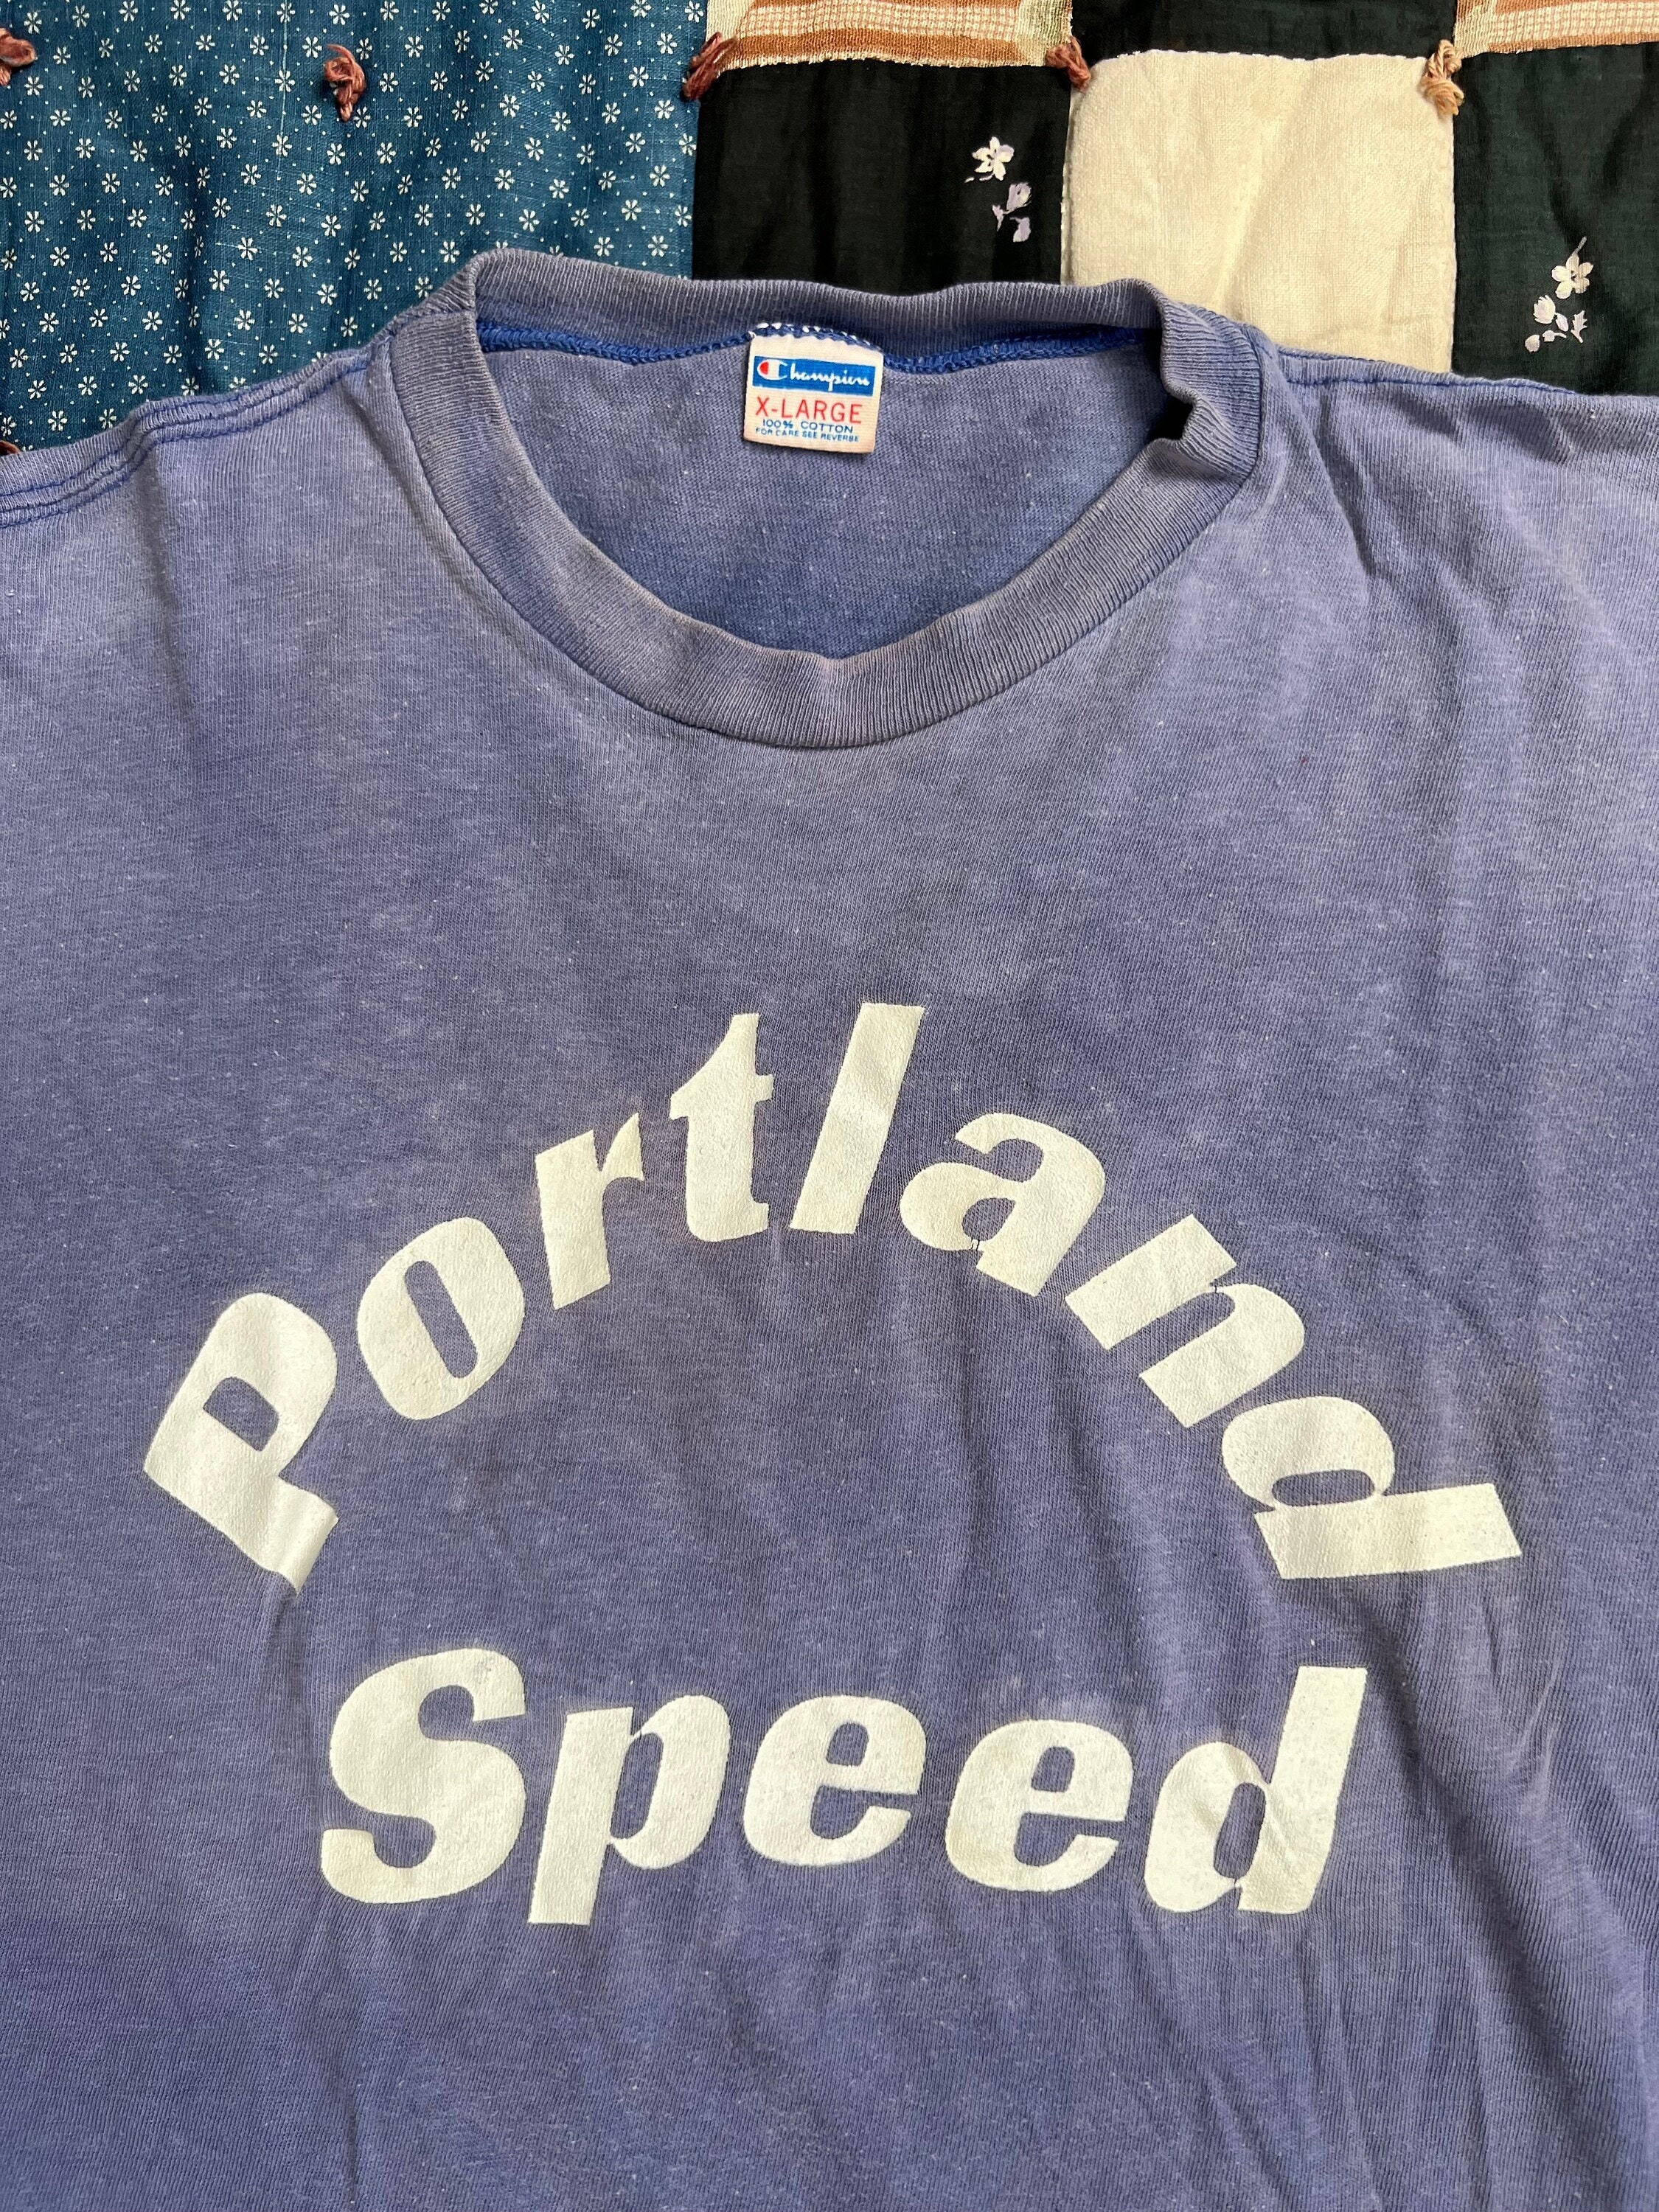 Champion
X-LARGE
100% COTTON
FOR CARE SEE REVERSE
Portland
Speed